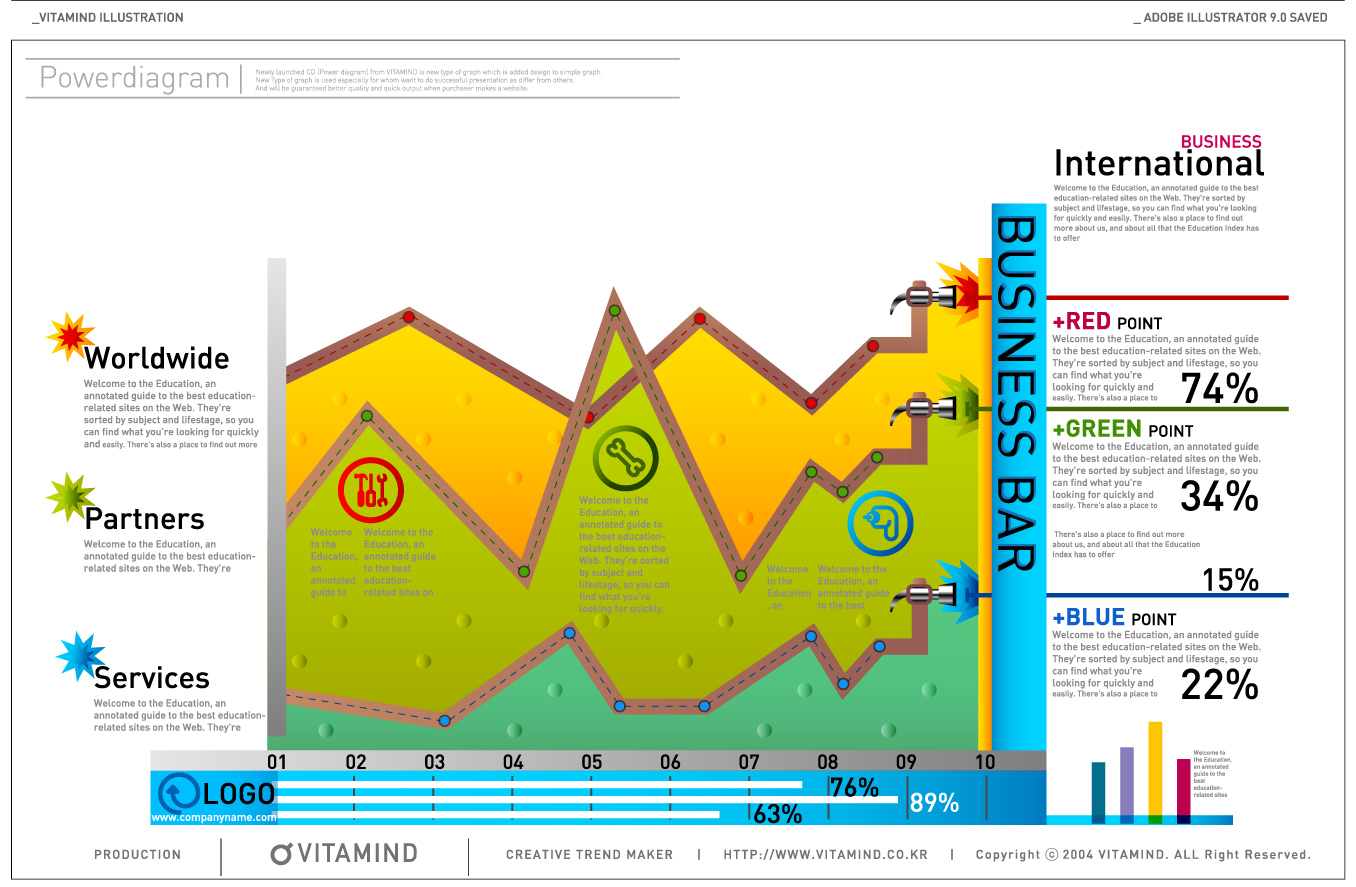 _VITAMIND ILLUSTRATION
_ ADOBE ILLUSTRATOR 9.0 SAVED
Powerdiagram
Newly launched CD (Power diagram) from VITAMIND is new type of graph which is added design to simple graph.
New Type of graph is used especially for whom want to do successful presentation as differ from others.
And will be guaranteed better quality and quick output when purchaser makes a website.
BUSINESS
International
Welcome to the Education, an annotated guide to the best
education-related sites on the Web. They're sorted by
subject and lifestage, so you can find what you're looking
for quickly and easily. There's also a place to find out
more about us, and about all that the Education Index has
to offer
Worldwide
Welcome to the Education, an
annotated guide to the best education-
related sites on the Web. They're
sorted by subject and lifestage, so you
can find what you're looking for quickly
and easily. There's also a place to find out more
Partners
Welcome to the Education, an
annotated guide to the best education-
related sites on the Web. They're
Services
Welcome to the Education, an
annotated guide to the best education-
related sites on the Web. They're
Welcome
to the
Education,
an
annotated
guide to
Welcome to the
Education, an
annotated guide
to the best
education-
related sites on
Welcome to the
Education, an
annotated guide to
the best education-
related sites on the
Web. They're sorted
by subject and
lifestage, so you can
find what you're
looking for quickly.
Welcome
to the
Education
, an
Welcome to the
Education, an
annotated guide
to the best
BUSINESS BAR
+RED POINT
Welcome to the Education, an annotated guide
to the best education-related sites on the Web.
They're sorted by subject and lifestage, so you
can find what you're
looking for quickly and
easily. There's also a place to
74%
+GREEN POINT
Welcome to the Education, an annotated guide
to the best education-related sites on the Web.
They're sorted by subject and lifestage, so you
can find what you're
looking for quickly and
easily. There's also a place to
34%
There's also a place to find out more
about us, and about all that the Education
Index has to offer
15%
+BLUE POINT
Welcome to the Education, an annotated guide
to the best education-related sites on the Web.
They're sorted by subject and lifestage, so you
can find what you're
looking for quickly and
easily. There's also a place to
22%
Welcome to
the Education,
an annotated
guide to the
best
education-
related sites
01 02 03 04 05 06 07 08 09 10
LOGO
www.companyname.com
76%
89%
63%
PRODUCTION
VITAMIND
CREATIVE TREND MAKER | HTTP://WWW.VITAMIND.CO.KR | Copyright ⓒ 2004 VITAMIND. ALL Right Reserved.